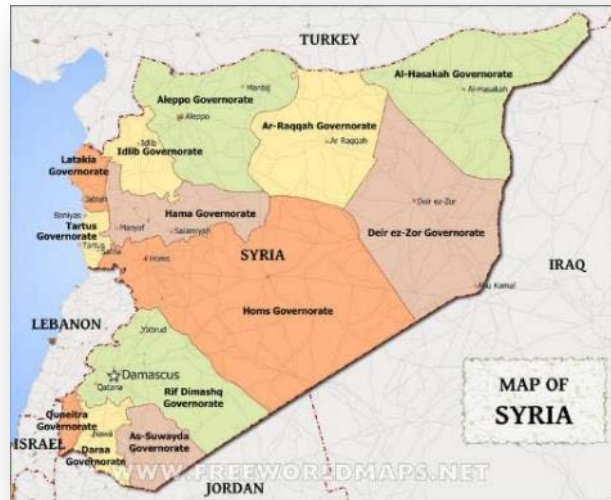 TURKEY
Al-Hasakah Governorate
Manbij
Al-Hasakah
Aleppo Governorate
Aleppo
Ar-Raqqah Governorate
Ar Raqqah
Idlib
Idlib Governorate
Latakia
Governorate
Jablah
Deir ez-Zor
Baniyas
Hama Governorate
Tartus
Governorate
Masyaf
Salamiyah
Deir ez-Zor Governorate
Tartus
Safita
SYRIA
Homs
IRAQ
Abu Kamal
Homs Governorate
LEBANON
Yabrud
Damascus
Qatana
Rif Dimashq
Governorate
MAP OF
SYRIA
Quneitra
Governorate
Nawa
As-Suwayda
Governorate
ISRAEL
Daraa
Governorate
WWW.FREEWORLDMAPS.NET
JORDAN